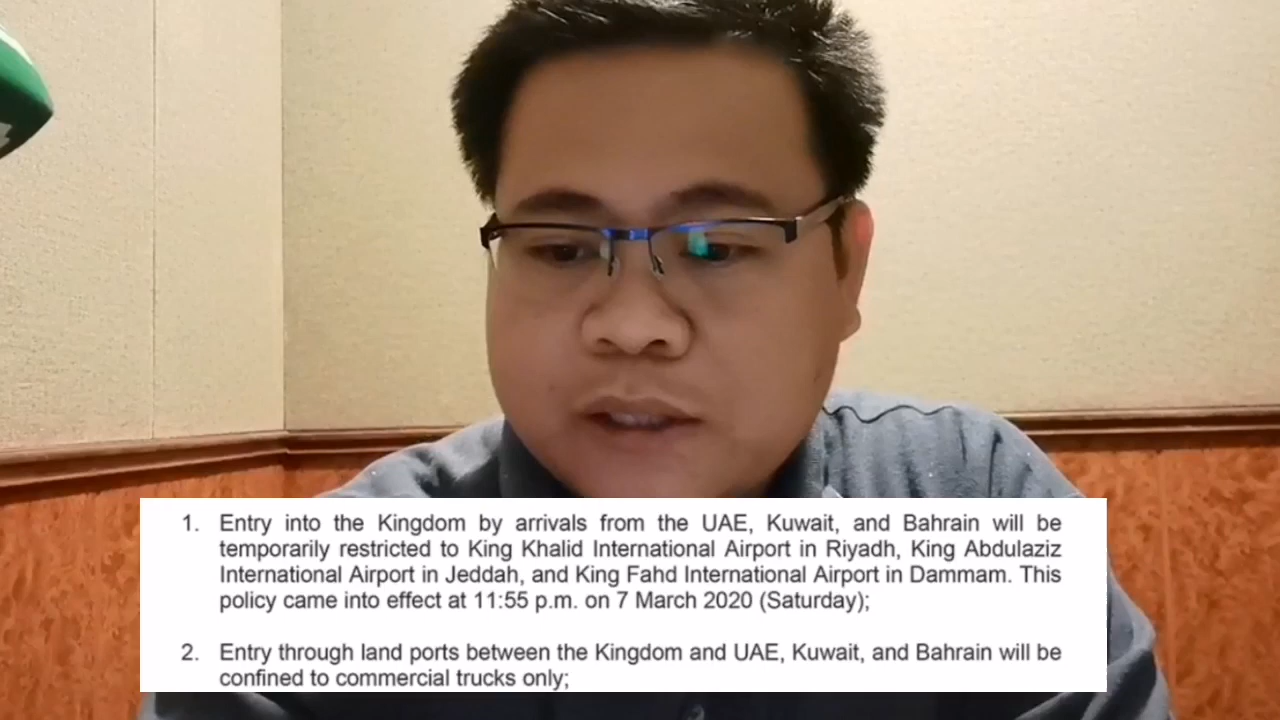 1. Entry into the Kingdom by arrivals from the UAE, Kuwait, and Bahrain will be
temporarily restricted to King Khalid International Airport in Riyadh, King Abdulaziz
International Airport in Jeddah, and King Fahd International Airport in Dammam. This
policy came into effect at 11:55 p.m. on 7 March 2020 (Saturday);
2. Entry through land ports between the Kingdom and UAE, Kuwait, and Bahrain will be
confined to commercial trucks only;